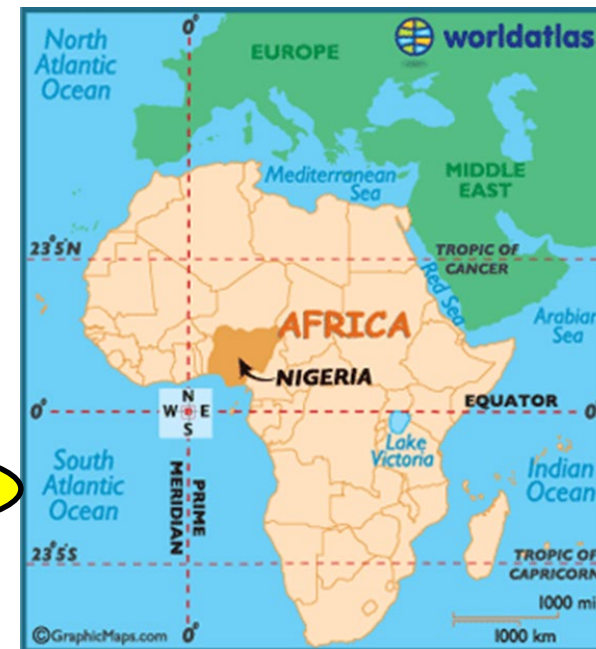 0°
North
Atlantic
Ocean
EUROPE
worldatlas
Mediterranean
Sea
MIDDLE
EAST
23°5'N
TROPIC OF
CANCER
Red Sea
AFRICA
Arabian
Sea
NIGERIA
N
W E
S
0°
EQUATOR
0
South
Atlantic
Ocean
PRIME
MERIDIAN
Lake
Victoria
Indian
Ocean
23°5'S
TROPIC OF
CAPRICORN
1000 mi
1000 km
©GraphicMaps.com
0°